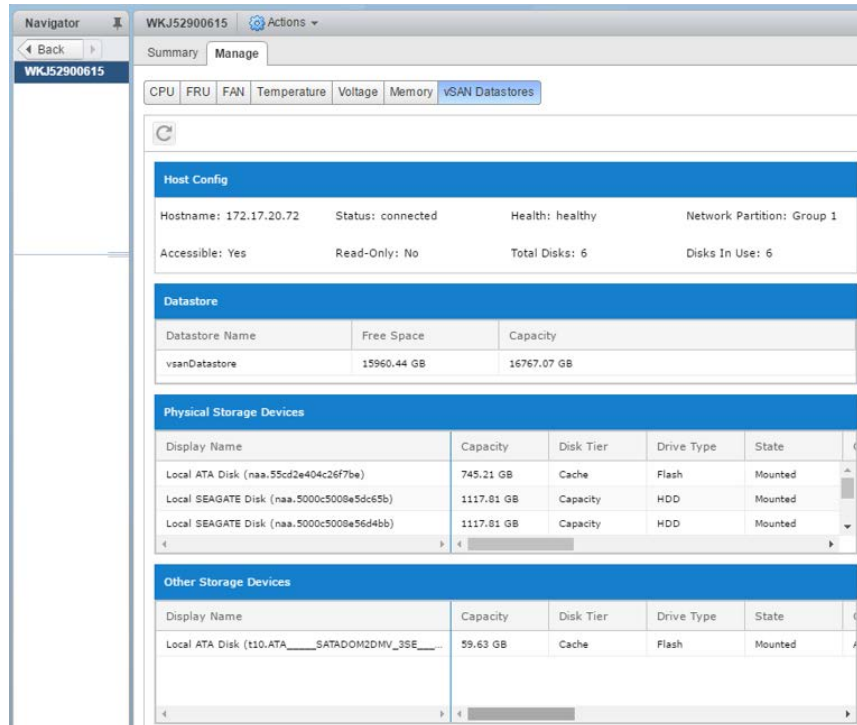 Navigator
WKJ52900615 Actions
Back
Summary Manage
WKJ52900615
CPU FRU FAN Temperature Voltage Memory vSAN Datastores
Host Config
Hostname: 172.17.20.72 Status: connected Health: healthy Network Partition: Group 1
Accessible: Yes Read-Only: No Total Disks: 6 Disks In Use: 6
Datastore
Datastore Name Free Space Capacity
vsanDatastore 15960.44 GB 16767.07 GB
Physical Storage Devices
Display Name Capacity Disk Tier Drive Type State
Local ATA Disk (naa.55cd2e404c26f7be) 745.21 GB Cache Flash Mounted
Local SEAGATE Disk (naa.5000c5008e5dc65b) 1117.81 GB Capacity HDD Mounted
Local SEAGATE Disk (naa.5000c5008e56d4bb) 1117.81 GB Capacity HDD Mounted
Other Storage Devices
Display Name Capacity Disk Tier Drive Type State
Local ATA Disk (t10.ATA_____SATADOM2DMV_3SE___... 59.63 GB Cache Flash Mounted